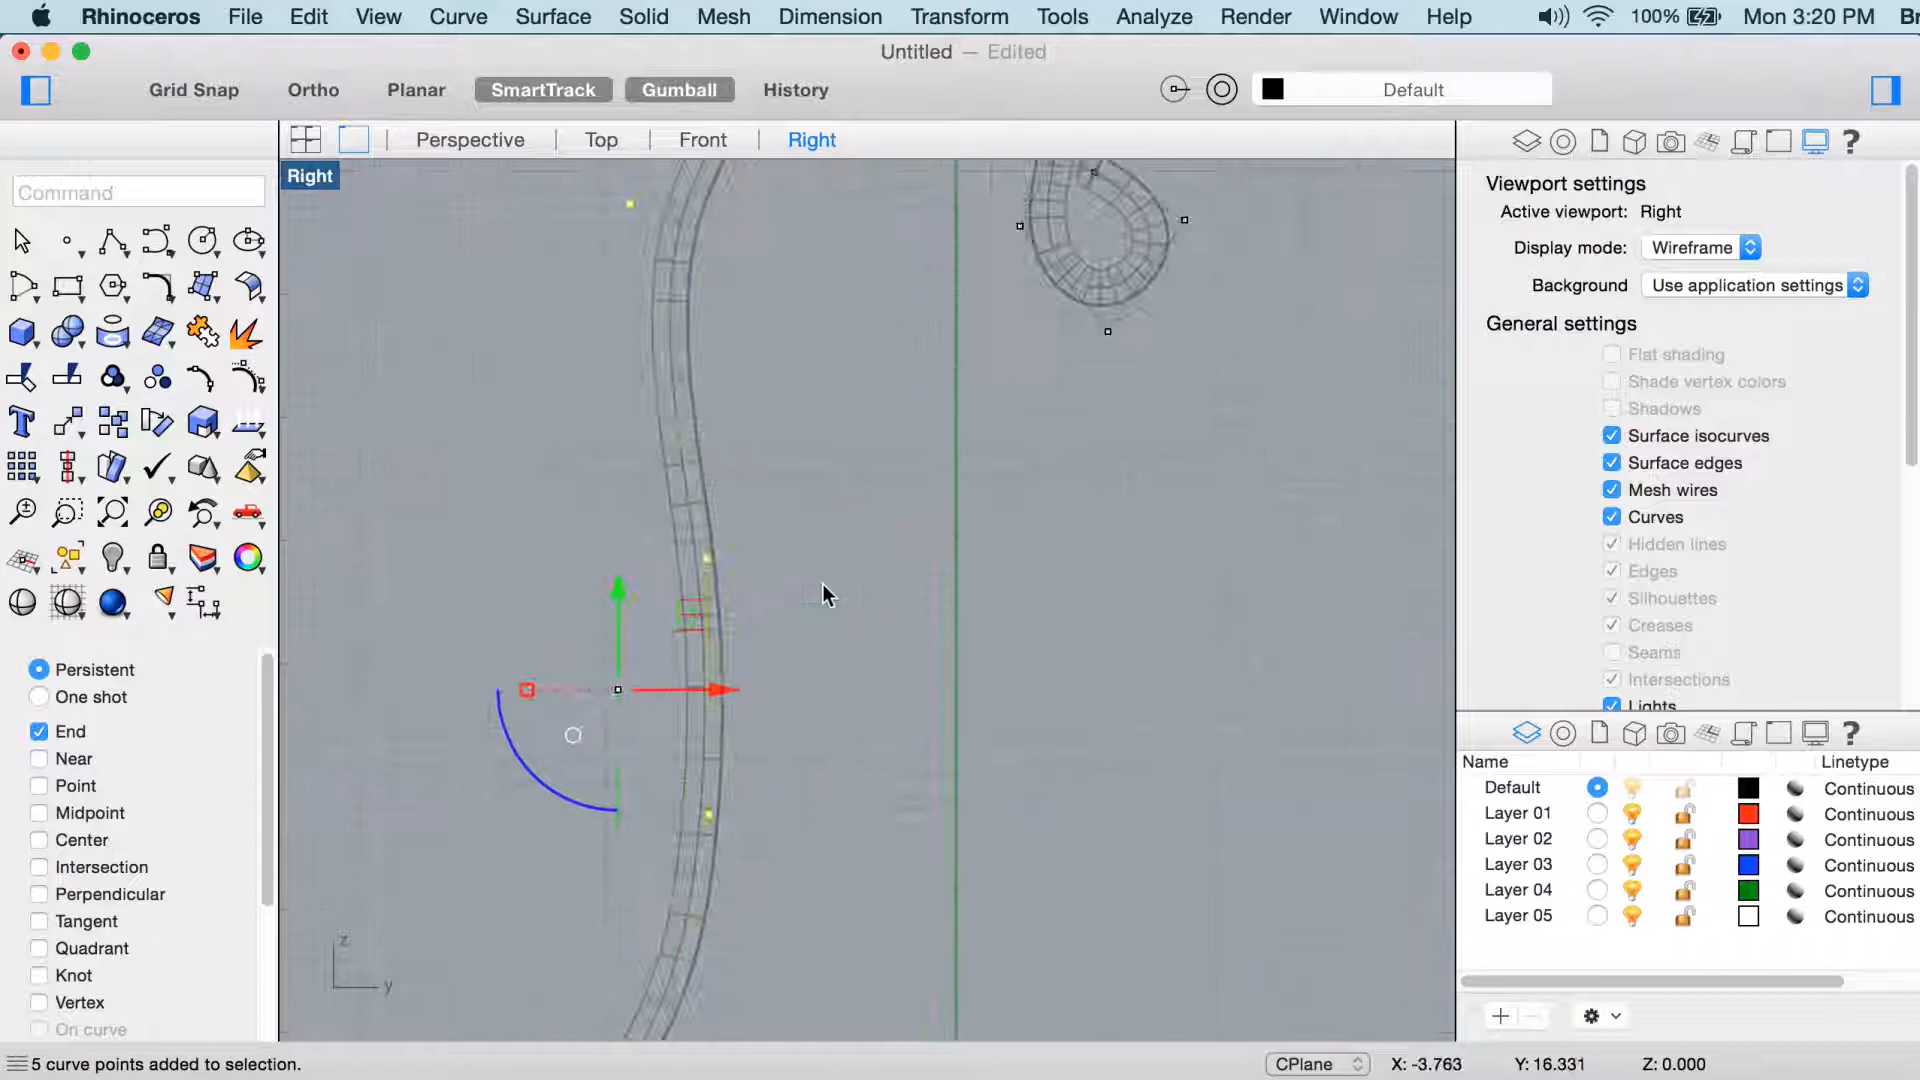 Rhinoceros File Edit View Curve Surface Solid Mesh Dimension Transform Tools Analyze Render Window Help 100% Mon 3:20 PM Br
Untitled — Edited
Grid Snap Ortho Planar SmartTrack Gumball History Default
Perspective Top Front Right
Right
Command
Persistent
One shot
End
Near
Point
Midpoint
Center
Intersection
Perpendicular
Tangent
Quadrant
Knot
Vertex
On curve
z
y
Viewport settings
Active viewport: Right
Display mode: Wireframe
Background Use application settings
General settings
Flat shading
Shade vertex colors
Shadows
Surface isocurves
Surface edges
Mesh wires
Curves
Hidden lines
Edges
Silhouettes
Creases
Seams
Intersections
Lights
Name Linetype
Default Continuous
Layer 01 Continuous
Layer 02 Continuous
Layer 03 Continuous
Layer 04 Continuous
Layer 05 Continuous
5 curve points added to selection. CPlane X: -3.763 Y: 16.331 Z: 0.000